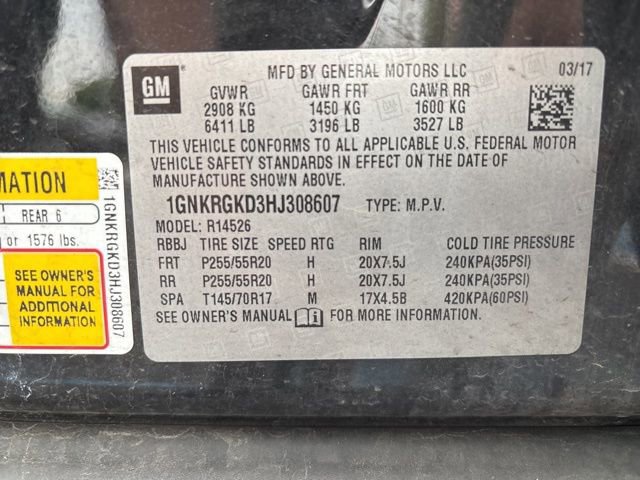 GM
MFD BY GENERAL MOTORS LLC 03/17
GVWR GAWR FRT GAWR RR
2908 KG 1450 KG 1600 KG
6411 LB 3196 LB 3527 LB
THIS VEHICLE CONFORMS TO ALL APPLICABLE U.S. FEDERAL MOTOR
VEHICLE SAFETY STANDARDS IN EFFECT ON THE DATE OF
MANUFACTURE SHOWN ABOVE.
1GNKRGKD3HJ308607 TYPE: M.P.V.
MODEL: R14526
RBBJ TIRE SIZE SPEED RTG RIM COLD TIRE PRESSURE
FRT P255/55R20 H 20X7.5J 240KPA(35PSI)
RR P255/55R20 H 20X7.5J 240KPA(35PSI)
SPA T145/70R17 M 17X4.5B 420KPA(60PSI)
SEE OWNER'S MANUAL FOR MORE INFORMATION.
MATION
REAR 6
or 1576 lbs.
SEE OWNER'S
MANUAL FOR
ADDITIONAL
INFORMATION
1GNKRGKD3HJ308607